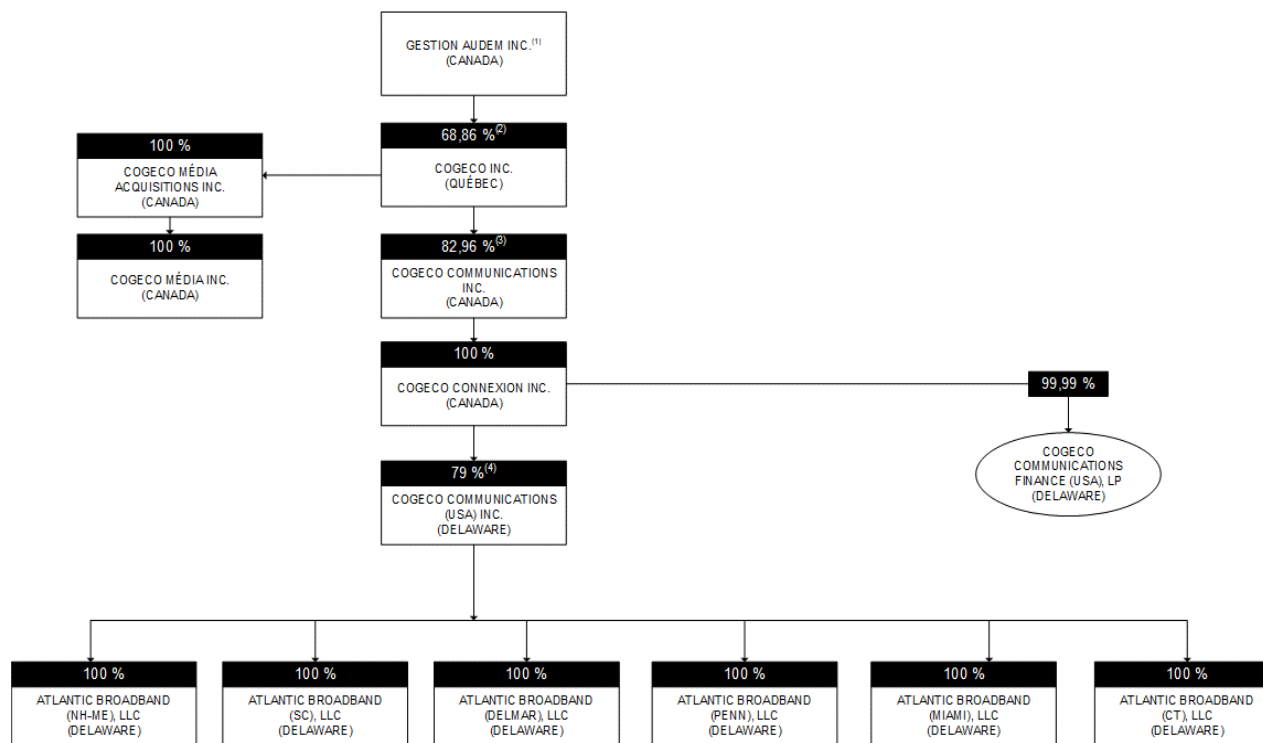 GESTION AUDEM INC.(1)
(CANADA)
68,86 %(2)
COGECO INC.
(QUÉBEC)
100 %
COGECO MÉDIA
ACQUISITIONS INC.
(CANADA)
100 %
COGECO MÉDIA INC.
(CANADA)
82,96 %(3)
COGECO COMMUNICATIONS
INC.
(CANADA)
100 %
COGECO CONNEXION INC.
(CANADA)
99,99 %
COGECO
COMMUNICATIONS
FINANCE (USA), LP
(DELAWARE)
79 %(4)
COGECO COMMUNICATIONS
(USA) INC.
(DELAWARE)
100 %
ATLANTIC BROADBAND
(NH-ME), LLC
(DELAWARE)
100 %
ATLANTIC BROADBAND
(SC), LLC
(DELAWARE)
100 %
ATLANTIC BROADBAND
(DELMAR), LLC
(DELAWARE)
100 %
ATLANTIC BROADBAND
(PENN), LLC
(DELAWARE)
100 %
ATLANTIC BROADBAND
(MIAMI), LLC
(DELAWARE)
100 %
ATLANTIC BROADBAND
(CT), LLC
(DELAWARE)